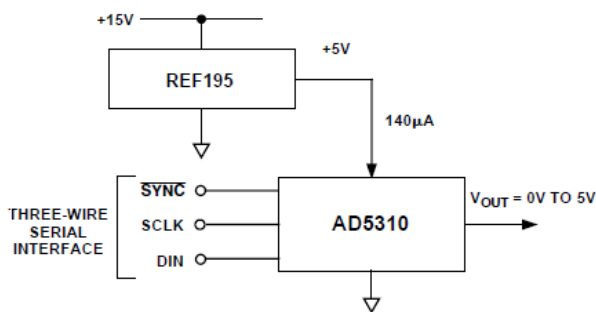 +15V
+5V
REF195
140µA
SYNC
THREE-WIRE
SERIAL
INTERFACE
SCLK
DIN
AD5310
VOUT = 0V TO 5V